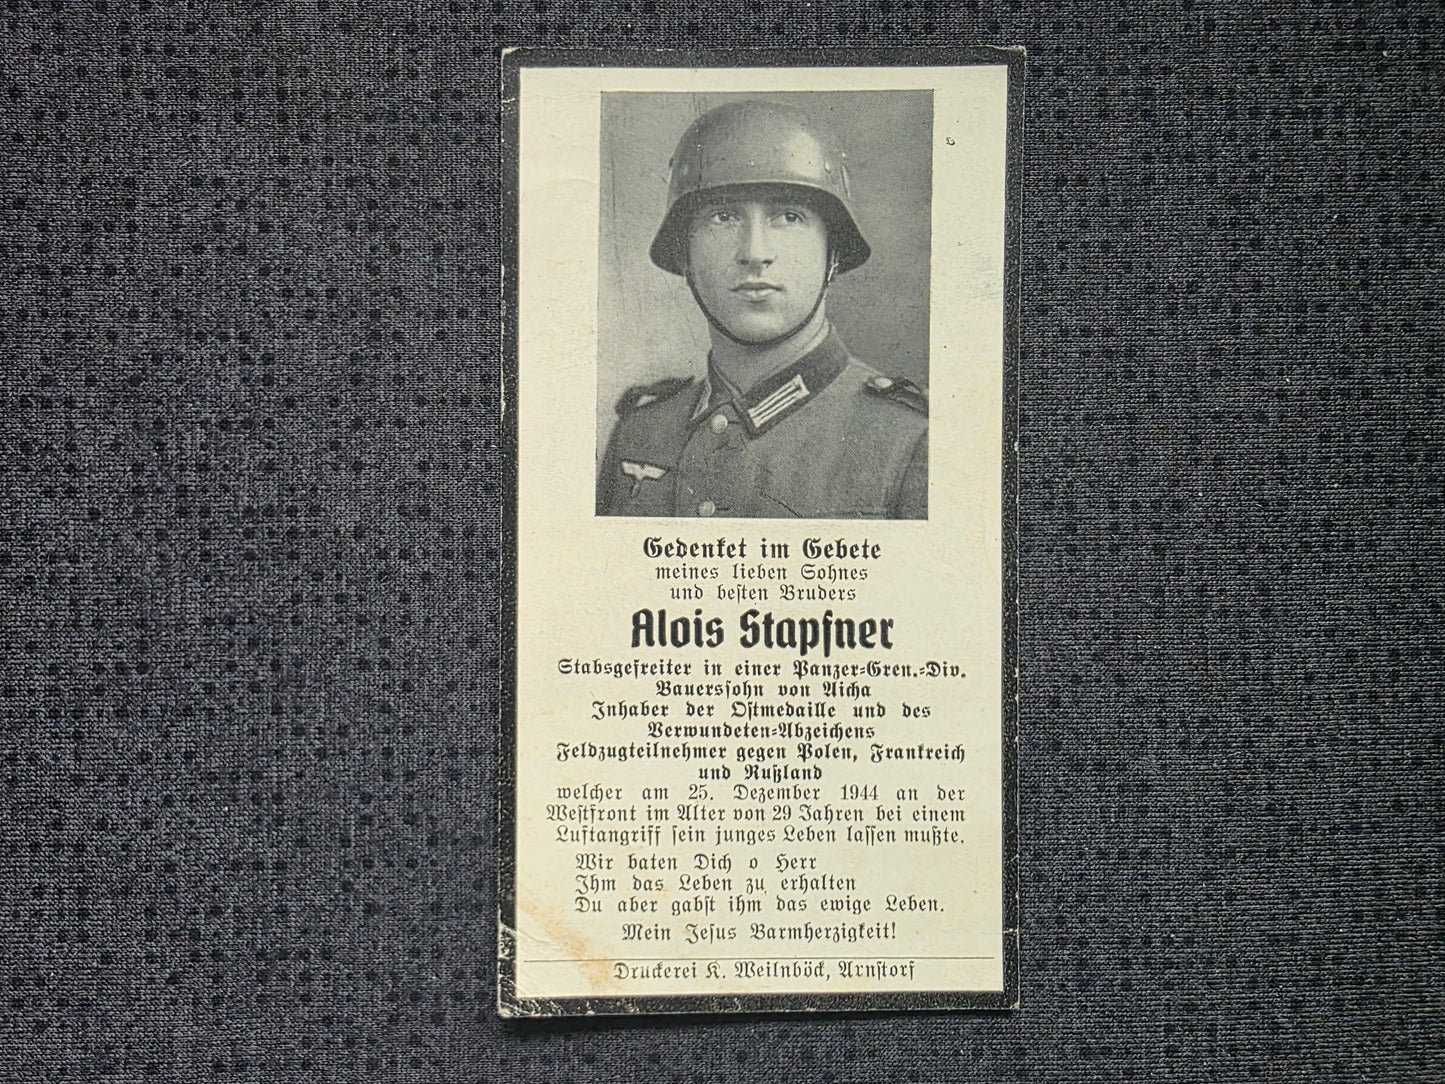 Gedenket im Gebete
meines lieben Sohnes
und besten Bruders
Alois Stapfner
Stabsgefreiter in einer Panzer-Gren.-Div.
Bauerssohn von Aicha
Inhaber der Ostmedaille und des
Verwundeten-Abzeichens
Feldzugteilnehmer gegen Polen, Frankreich
und Rußland
welcher am 25. Dezember 1944 an der
Westfront im Alter von 29 Jahren bei einem
Luftangriff sein junges Leben lassen mußte.
Wir baten Dich o Herr
Ihm das Leben zu erhalten
Du aber gabst ihm das ewige Leben.
Mein Jesus Barmherzigkeit!
Druckerei K. Weilnböck, Arnstorf